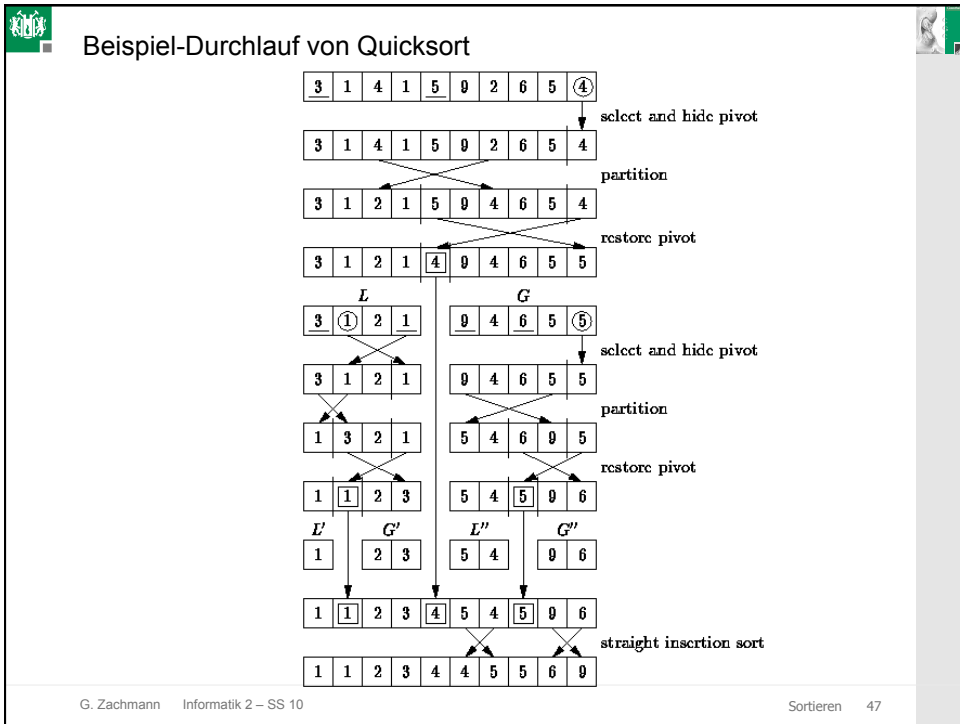 Beispiel-Durchlauf von Quicksort
3 1 4 1 5 9 2 6 5 4
select and hide pivot
3 1 4 1 5 9 2 6 5 4
partition
3 1 2 1 5 9 4 6 5 4
restore pivot
3 1 2 1 4 9 4 6 5 5
L G
3 1 2 1 9 4 6 5 5
select and hide pivot
3 1 2 1 9 4 6 5 5
partition
1 3 2 1 5 4 6 9 5
restore pivot
1 1 2 3 5 4 5 9 6
L' G' L'' G''
1 2 3 5 4 9 6
1 1 2 3 4 5 4 5 9 6
straight insertion sort
1 1 2 3 4 4 5 5 6 9
G. Zachmann Informatik 2 – SS 10 Sortieren 47